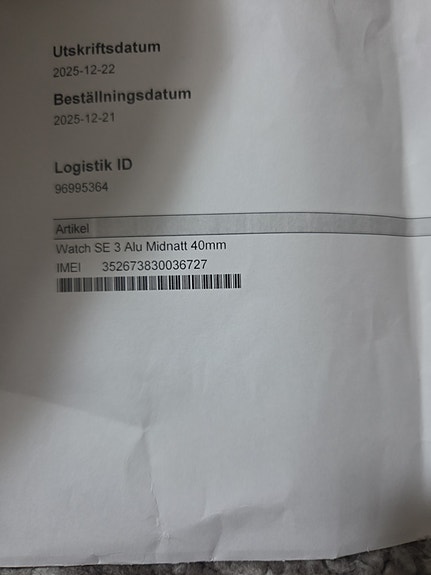 Utskriftsdatum
2025-12-22
Beställningsdatum
2025-12-21
Logistik ID
96995364
Artikel
Watch SE 3 Alu Midnatt 40mm
IMEI 352673830036727